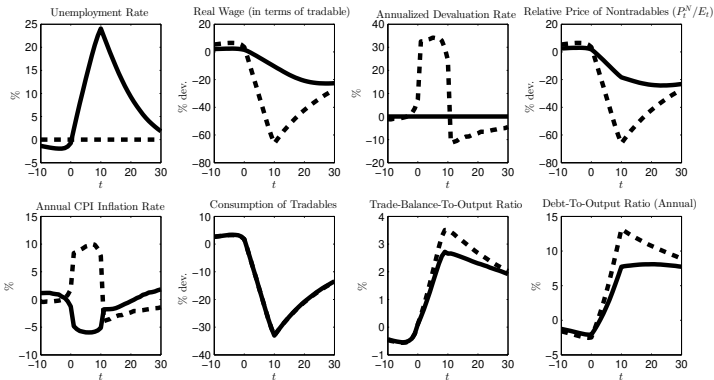 Unemployment Rate
25
20
15
10
5
0
−5
%
−10 0 10 20 30
t
Real Wage (in terms of tradable)
20
0
−20
−40
−60
−80
% dev.
−10 0 10 20 30
t
Annualized Devaluation Rate
40
30
20
10
0
−10
−20
%
−10 0 10 20 30
t
Relative Price of Nontradables (P_t^N/E_t)
20
0
−20
−40
−60
−80
% dev.
−10 0 10 20 30
t
Annual CPI Inflation Rate
15
10
5
0
−5
−10
%
−10 0 10 20 30
t
Consumption of Tradables
10
0
−10
−20
−30
−40
% dev.
−10 0 10 20 30
t
Trade-Balance-To-Output Ratio
4
3
2
1
0
−1
%
−10 0 10 20 30
t
Debt-To-Output Ratio (Annual)
15
10
5
0
−5
%
−10 0 10 20 30
t